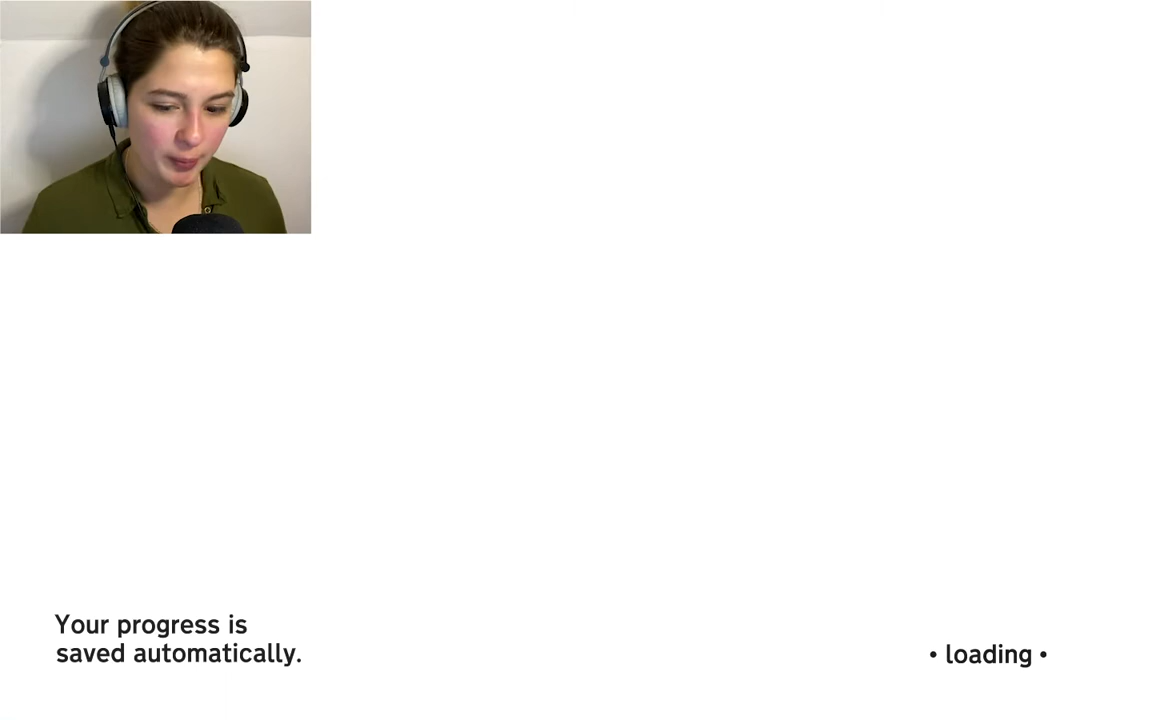 Your progress is
saved automatically.
• loading •